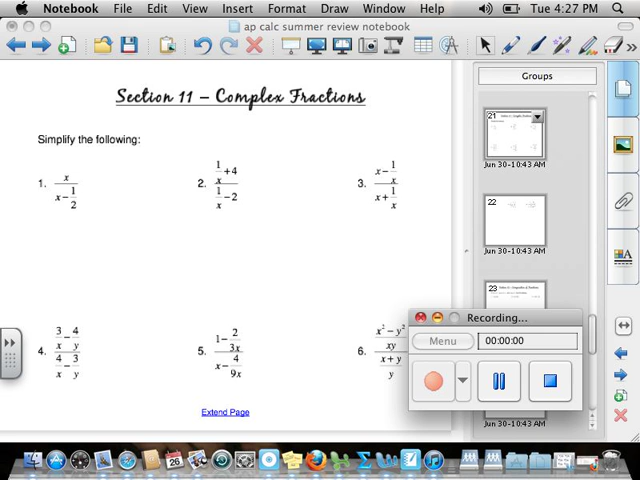 Notebook File Edit View Insert Format Draw Window Help Tue 4:27 PM
ap calc summer review notebook
Section 11 – Complex Fractions
Simplify the following:
1. x / (x − 1/2)
2. (1/x + 4) / (1/x − 2)
3. (x − 1/x) / (x + 1/x)
4. (3/x − 4/y) / (4/x − 3/y)
5. (1 − 2/3x) / (x − 4/9x)
6. (x² − y² / xy) / (x + y / y)
Extend Page
Groups
21
Jun 30-10:43 AM
22
Jun 30-10:43 AM
23
Jun 30-10:43 AM
Recording...
Menu
00:00:00
26